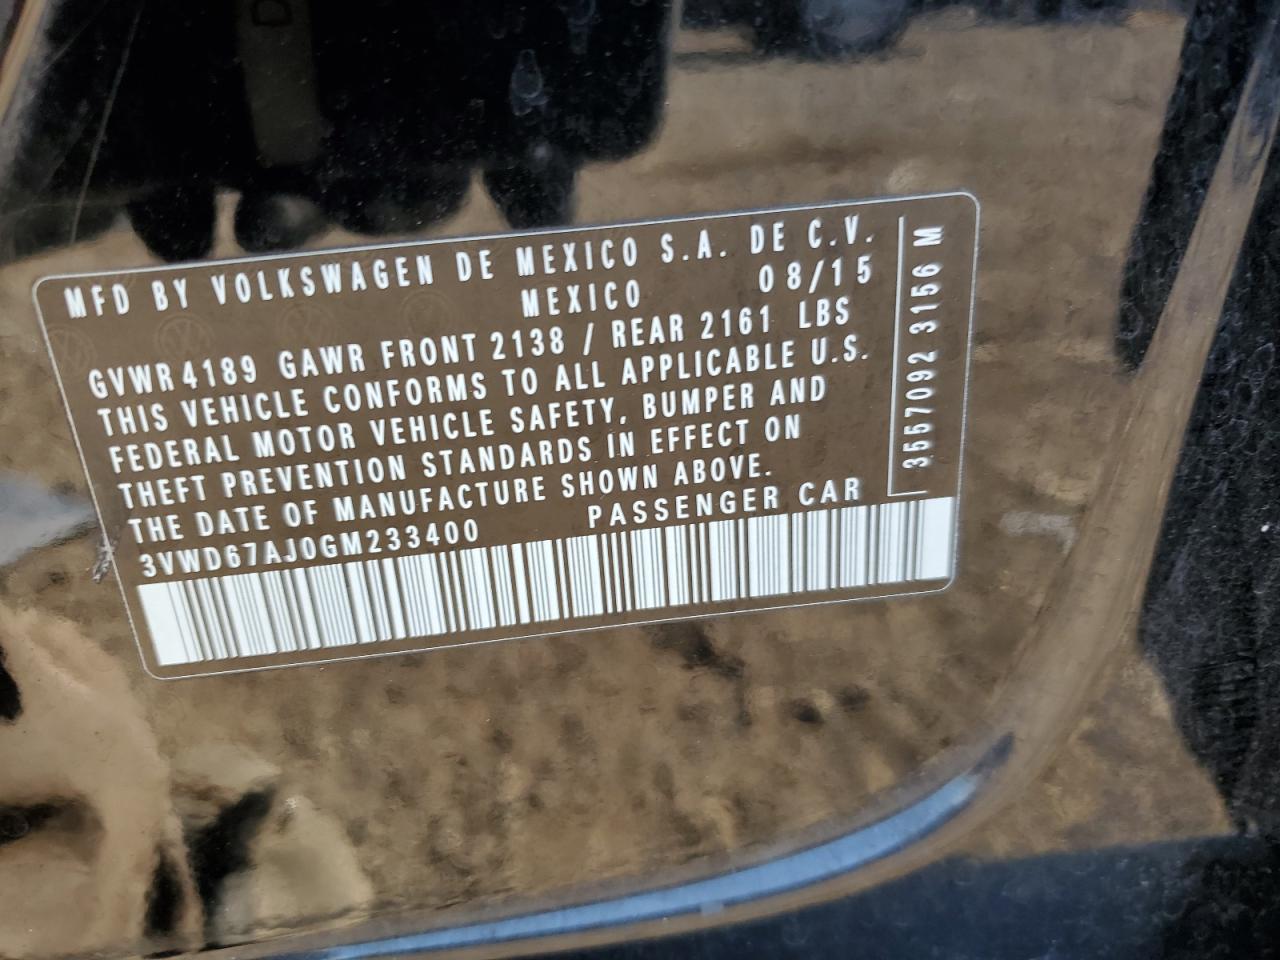 MFD BY VOLKSWAGEN DE MEXICO S.A. DE C.V.
MEXICO 08/15
GVWR 4189 GAWR FRONT 2138 / REAR 2161 LBS
THIS VEHICLE CONFORMS TO ALL APPLICABLE U.S.
FEDERAL MOTOR VEHICLE SAFETY, BUMPER AND
THEFT PREVENTION STANDARDS IN EFFECT ON
THE DATE OF MANUFACTURE SHOWN ABOVE.
3VWD67AJ0GM233400 PASSENGER CAR
3557092 3156 M